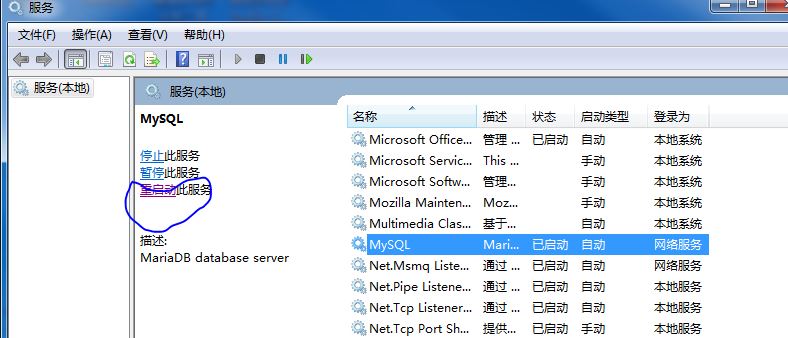 服务
文件(F) 操作(A) 查看(V) 帮助(H)
服务(本地)
服务(本地)
MySQL
停止此服务
暂停此服务
重启动此服务
描述:
MariaDB database server
名称 描述 状态 启动类型 登录为
Microsoft Office... 管理 ... 已启动 自动 本地系统
Microsoft Servic... This ... 手动 本地系统
Microsoft Softw... 管理... 手动 本地系统
Mozilla Mainten... Moz... 手动 本地系统
Multimedia Clas... 基于... 自动 本地系统
MySQL Mari... 已启动 自动 网络服务
Net.Msmq Liste... 通过 ... 已启动 自动 网络服务
Net.Pipe Listene... 通过 ... 已启动 自动 本地服务
Net.Tcp Listener... 通过 ... 已启动 自动 本地服务
Net.Tcp Port Sh... 提供... 已启动 手动 本地服务